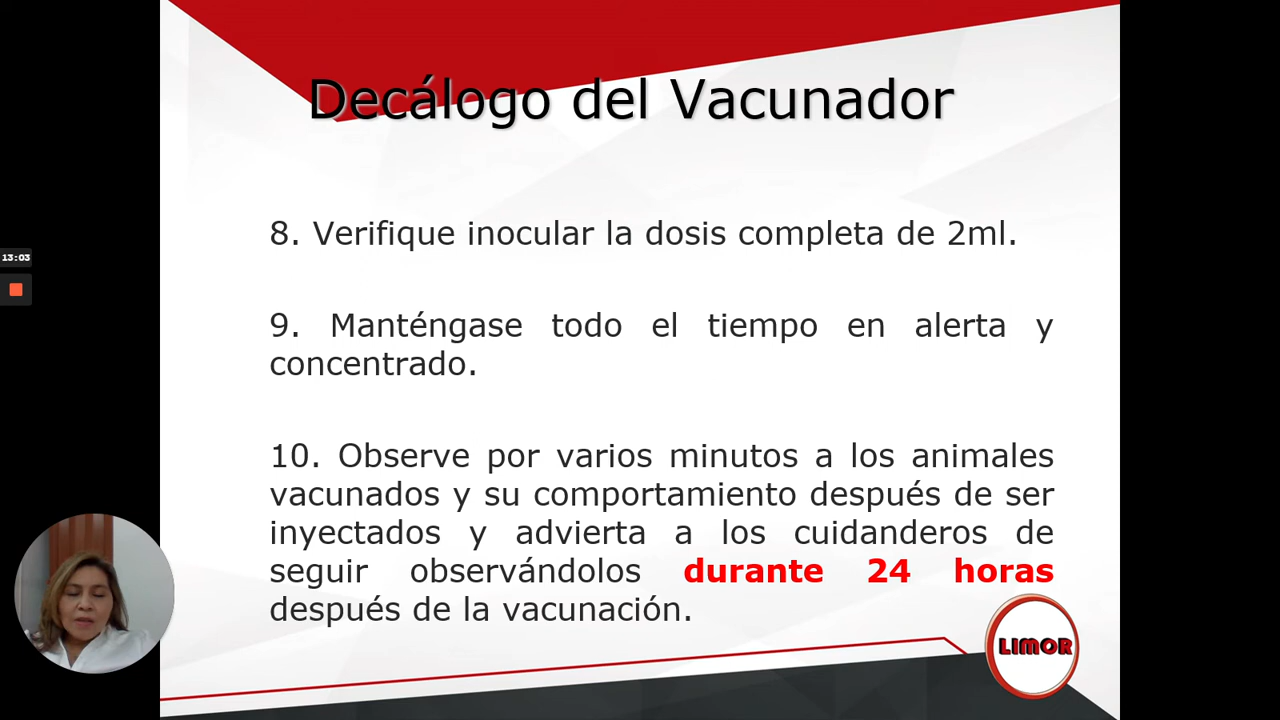 Decálogo del Vacunador
8. Verifique inocular la dosis completa de 2ml.
13:03
9. Manténgase todo el tiempo en alerta y
concentrado.
10. Observe por varios minutos a los animales
vacunados y su comportamiento después de ser
inyectados y advierta a los cuidanderos de
seguir observándolos durante 24 horas
después de la vacunación.
LIMOR